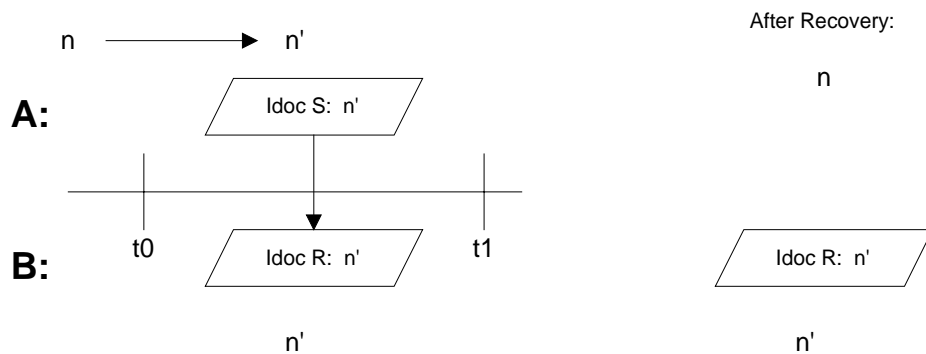 After Recovery:
n n'
n
A:
Idoc S: n'
t0 t1
B:
Idoc R: n'
Idoc R: n'
n'
n'